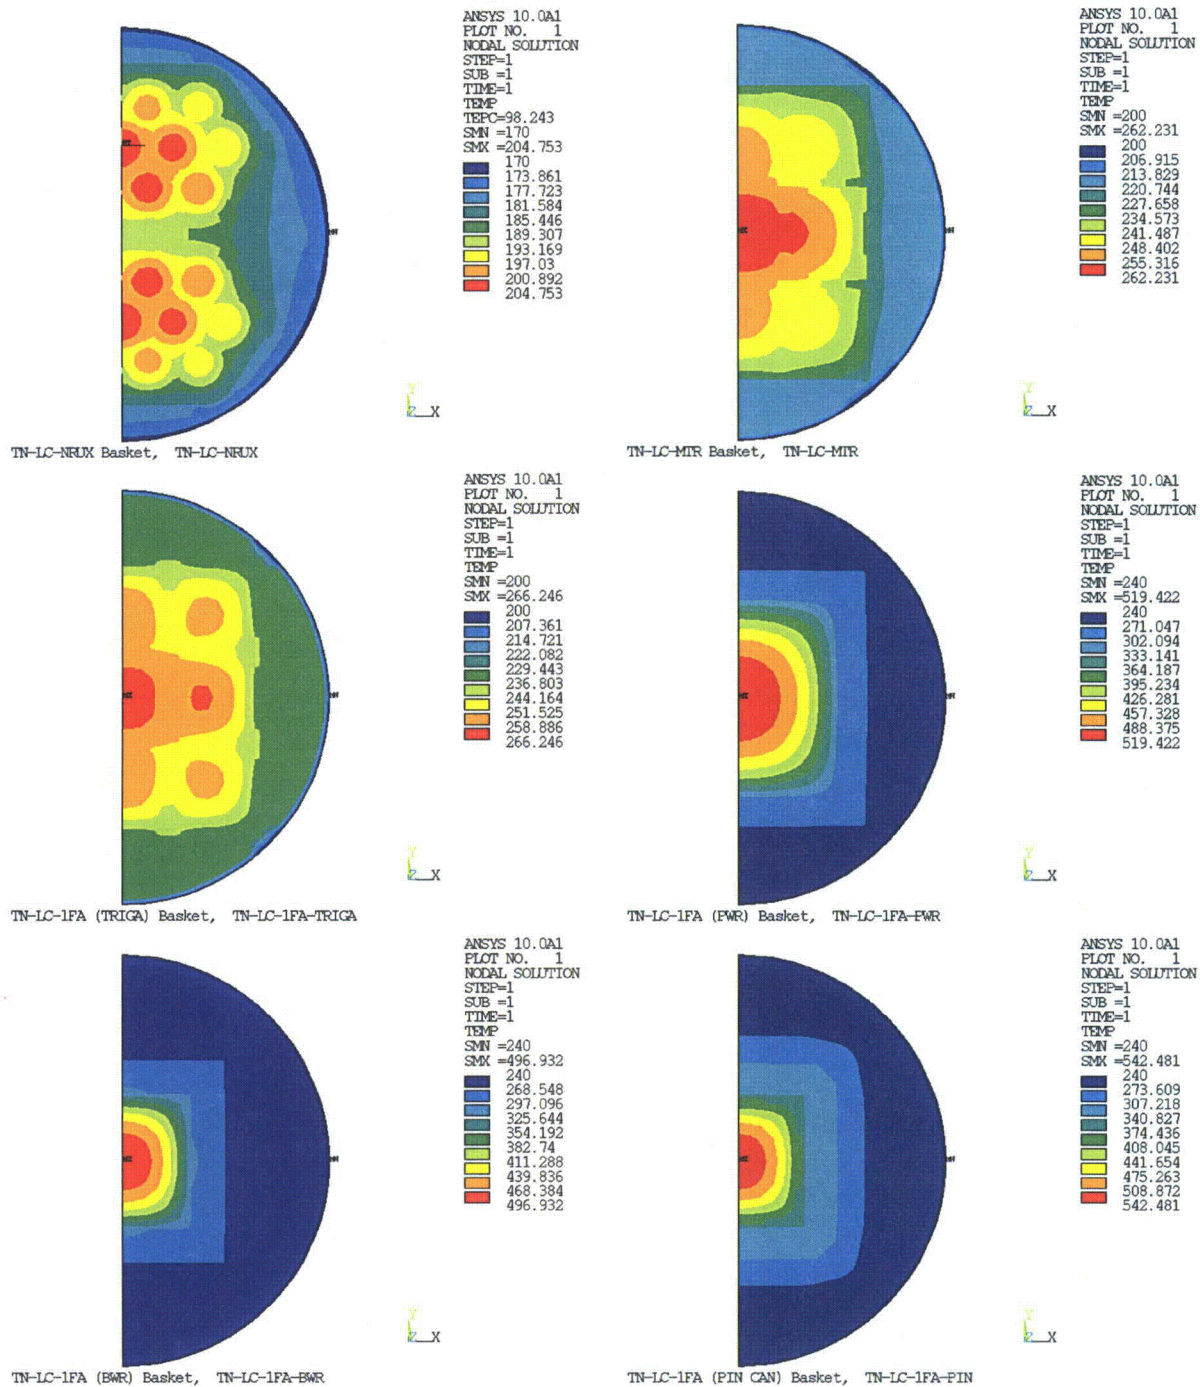 ANSYS 10.0A1
PLOT NO. 1
NODAL SOLUTION
STEP=1
SUB =1
TIME=1
TEMP
TEPC=98.243
SMN =170
SMX =204.753
170
173.861
177.723
181.584
185.446
189.307
193.169
197.03
200.892
204.753
MX
MN
Y
Z X
TN-LC-NRUX Basket, TN-LC-NRUX
ANSYS 10.0A1
PLOT NO. 1
NODAL SOLUTION
STEP=1
SUB =1
TIME=1
TEMP
SMN =200
SMX =262.231
200
206.915
213.829
220.744
227.658
234.573
241.487
248.402
255.316
262.231
MX
MN
Y
Z X
TN-LC-MTR Basket, TN-LC-MTR
ANSYS 10.0A1
PLOT NO. 1
NODAL SOLUTION
STEP=1
SUB =1
TIME=1
TEMP
SMN =200
SMX =266.246
200
207.361
214.721
222.082
229.443
236.803
244.164
251.525
258.886
266.246
MX
MN
Y
Z X
TN-LC-1FA (TRIGA) Basket, TN-LC-1FA-TRIGA
ANSYS 10.0A1
PLOT NO. 1
NODAL SOLUTION
STEP=1
SUB =1
TIME=1
TEMP
SMN =240
SMX =519.422
240
271.047
302.094
333.141
364.187
395.234
426.281
457.328
488.375
519.422
MX
MN
Y
Z X
TN-LC-1FA (PWR) Basket, TN-LC-1FA-PWR
ANSYS 10.0A1
PLOT NO. 1
NODAL SOLUTION
STEP=1
SUB =1
TIME=1
TEMP
SMN =240
SMX =496.932
240
268.548
297.096
325.644
354.192
382.74
411.288
439.836
468.384
496.932
MX
MN
Y
Z X
TN-LC-1FA (BWR) Basket, TN-LC-1FA-BWR
ANSYS 10.0A1
PLOT NO. 1
NODAL SOLUTION
STEP=1
SUB =1
TIME=1
TEMP
SMN =240
SMX =542.481
240
273.609
307.218
340.827
374.436
408.045
441.654
475.263
508.872
542.481
MX
MN
Y
Z X
TN-LC-1FA (PIN CAN) Basket, TN-LC-1FA-PIN